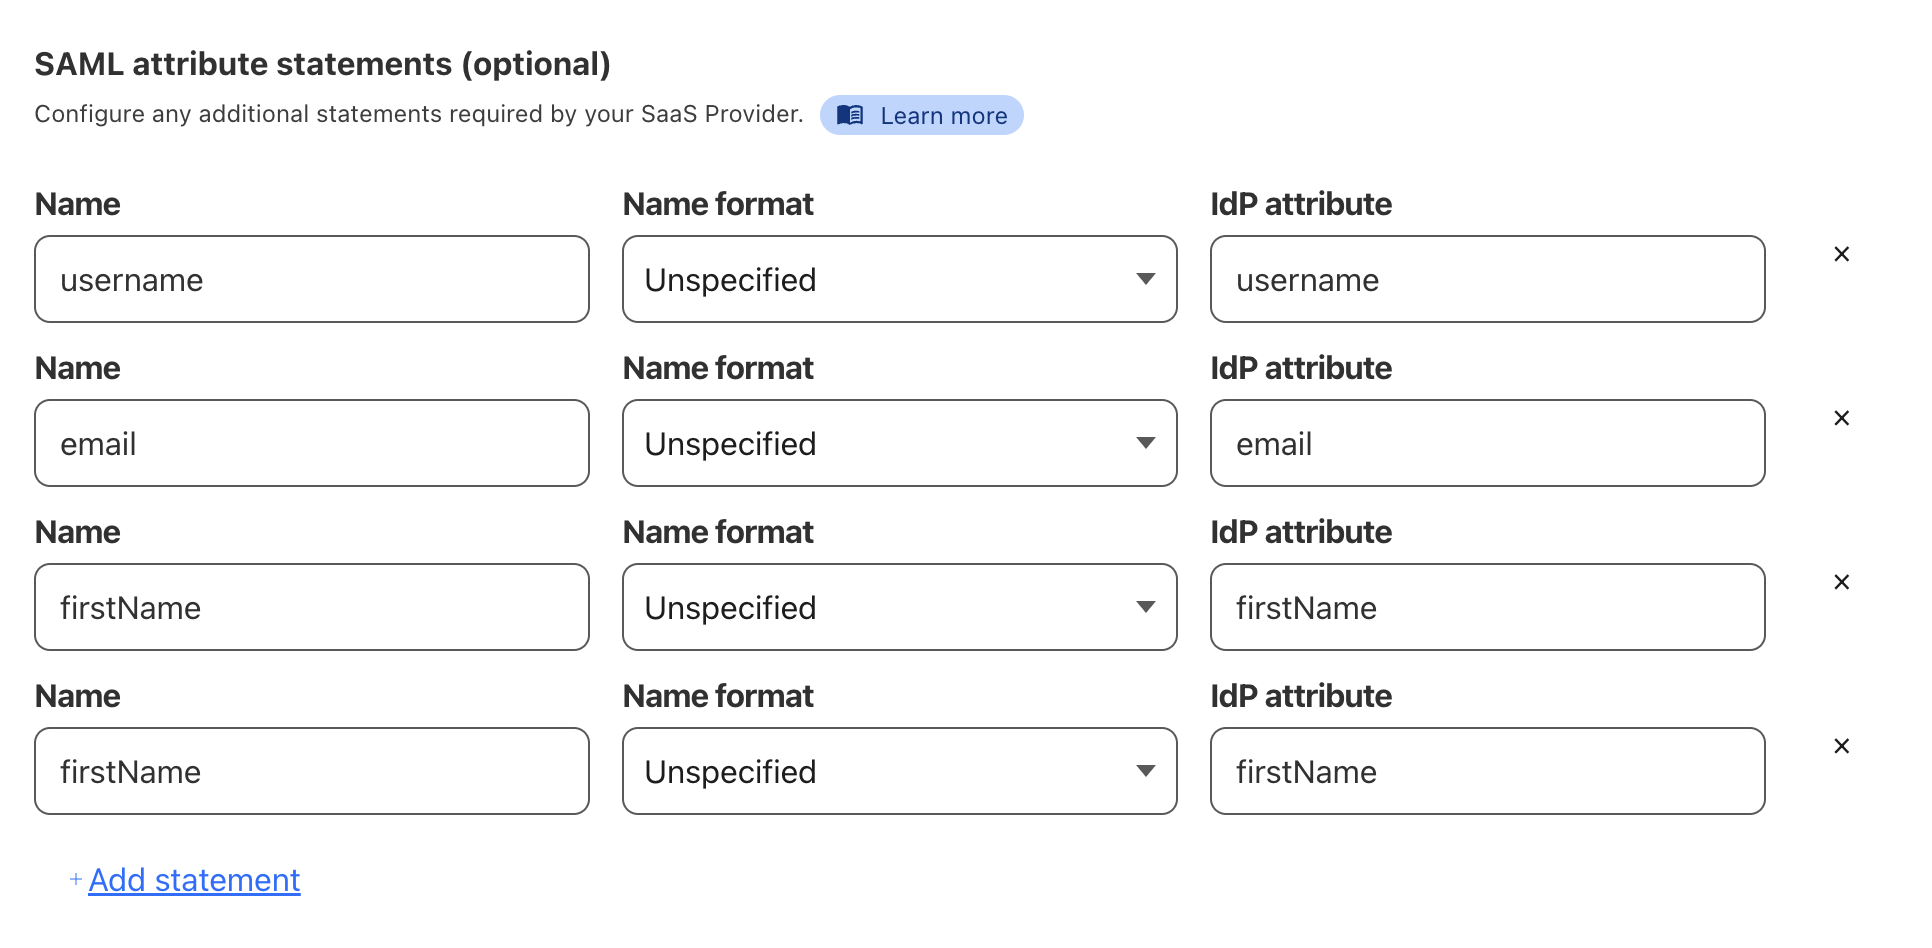 SAML attribute statements (optional)
Configure any additional statements required by your SaaS Provider. Learn more
Name Name format IdP attribute
username Unspecified username ×
Name Name format IdP attribute
email Unspecified email ×
Name Name format IdP attribute
firstName Unspecified firstName ×
Name Name format IdP attribute
firstName Unspecified firstName ×
+ Add statement